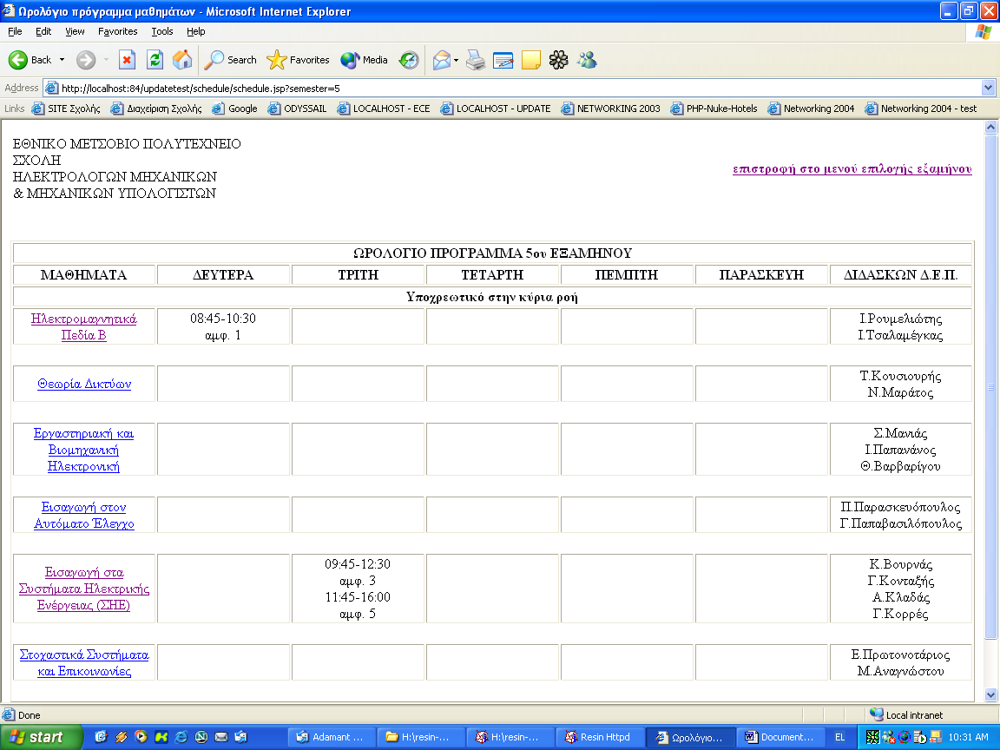 Ωρολόγιο πρόγραμμα μαθημάτων - Microsoft Internet Explorer
File Edit View Favorites Tools Help
Back Search Favorites Media
Address http://localhost:84/updatetest/schedule/schedule.jsp?semester=5
Links SITE Σχολής Διαχείριση Σχολής Google ODYSSAIL LOCALHOST - ECE LOCALHOST - UPDATE NETWORKING 2003 PHP-Nuke-Hotels Networking 2004 Networking 2004 - test
ΕΘΝΙΚΟ ΜΕΤΣΟΒΙΟ ΠΟΛΥΤΕΧΝΕΙΟ
ΣΧΟΛΗ
ΗΛΕΚΤΡΟΛΟΓΩΝ ΜΗΧΑΝΙΚΩΝ
& ΜΗΧΑΝΙΚΩΝ ΥΠΟΛΟΓΙΣΤΩΝ
επιστροφή στο μενού επιλογής εξαμήνου
ΩΡΟΛΟΓΙΟ ΠΡΟΓΡΑΜΜΑ 5ου ΕΞΑΜΗΝΟΥ
ΜΑΘΗΜΑΤΑ ΔΕΥΤΕΡΑ ΤΡΙΤΗ ΤΕΤΑΡΤΗ ΠΕΜΠΤΗ ΠΑΡΑΣΚΕΥΗ ΔΙΔΑΣΚΩΝ Δ.Ε.Π.
Υποχρεωτικό στην κύρια ροή
Ηλεκτρομαγνητικά 08:45-10:30 Ι.Ρουμελιώτης
Πεδία Β αμφ. 1 Ι.Τσαλαμέγκας
Θεωρία Δικτύων Τ.Κουσιουρής
Ν.Μαράτος
Εργαστηριακή και Σ.Μανιάς
Βιομηχανική Ι.Παπανάνος
Ηλεκτρονική Θ.Βαρβαρίγου
Εισαγωγή στον Π.Παρασκευόπουλος
Αυτόματο Έλεγχο Γ.Παπαβασιλόπουλος
09:45-12:30 Κ.Βουρνάς
Εισαγωγή στα αμφ. 3 Γ.Κονταξής
Συστήματα Ηλεκτρικής 11:45-16:00 Α.Κλαδάς
Ενέργειας (ΣΗΕ) αμφ. 5 Γ.Κορρές
Στοχαστικά Συστήματα Ε.Πρωτονοτάριος
και Επικοινωνίες Μ.Αναγνώστου
Done Local intranet
start Adamant ... H:\resin-... H:\resin-... Resin Httpd Ωρολόγιο... Document... EL 10:31 AM